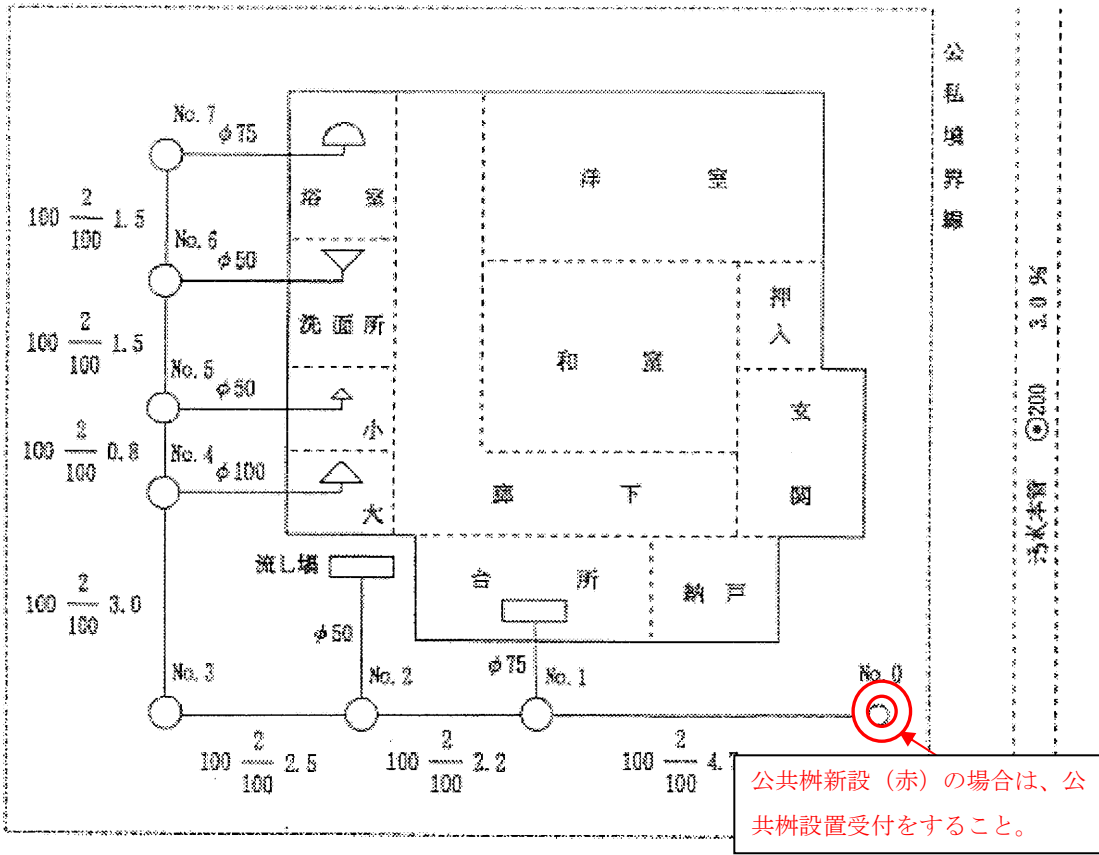 No.7
φ75
浴室
洋室
公私境界線
100 2/100 1.5
No.6
φ50
洗面所
押入
3.0%
100 2/100 1.5
No.5
φ50
和室
小
玄関
◉200
100 2/100 0.8
No.4
φ100
大
廊下
汚水本管
流し場
台所
納戸
100 2/100 3.0
φ50
φ75
No.3
No.2
No.1
No.0
100 2/100 2.5
100 2/100 2.2
100 2/100 4.7
公共桝新設（赤）の場合は、公
共桝設置受付をすること。